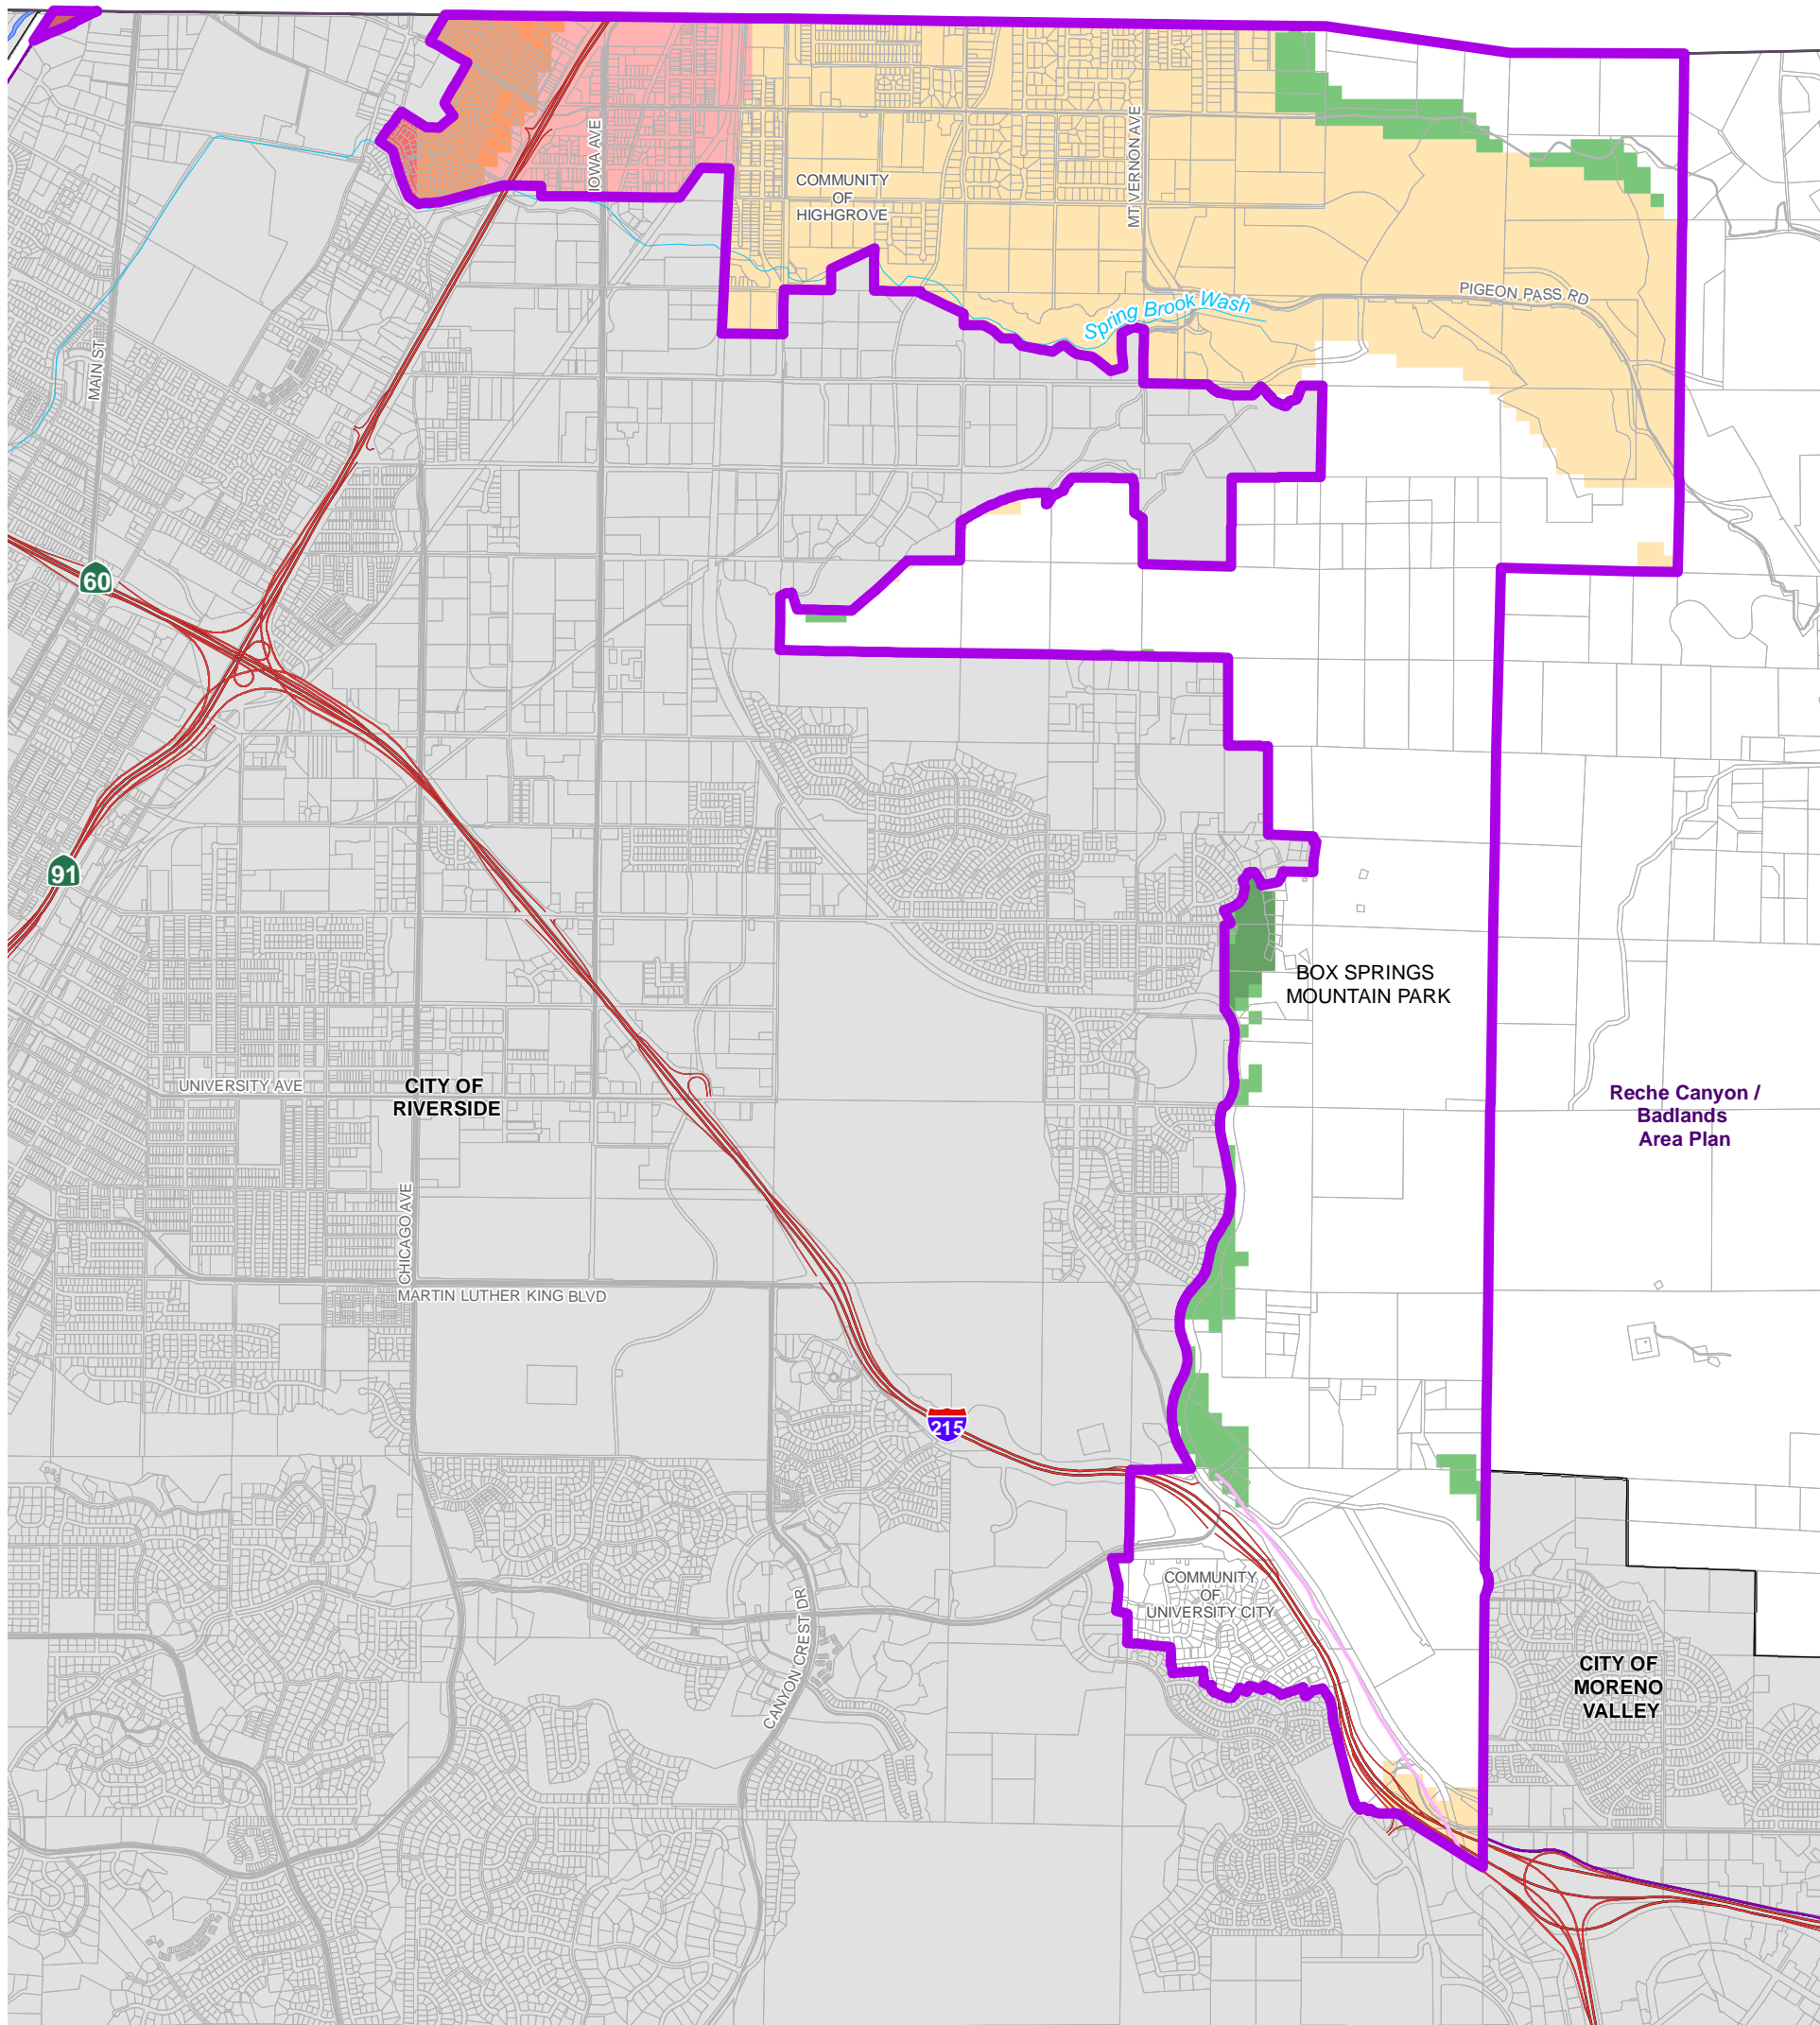 IOWA AVE
COMMUNITY
OF
HIGHGROVE
MT VERNON AVE
PIGEON PASS RD
Spring Brook Wash
MAIN ST
60
91
BOX SPRINGS
MOUNTAIN PARK
UNIVERSITY AVE
CITY OF
RIVERSIDE
Reche Canyon /
Badlands
Area Plan
CHICAGO AVE
MARTIN LUTHER KING BLVD
215
COMMUNITY
OF
UNIVERSITY CITY
CANYON CREST DR
CITY OF
MORENO
VALLEY